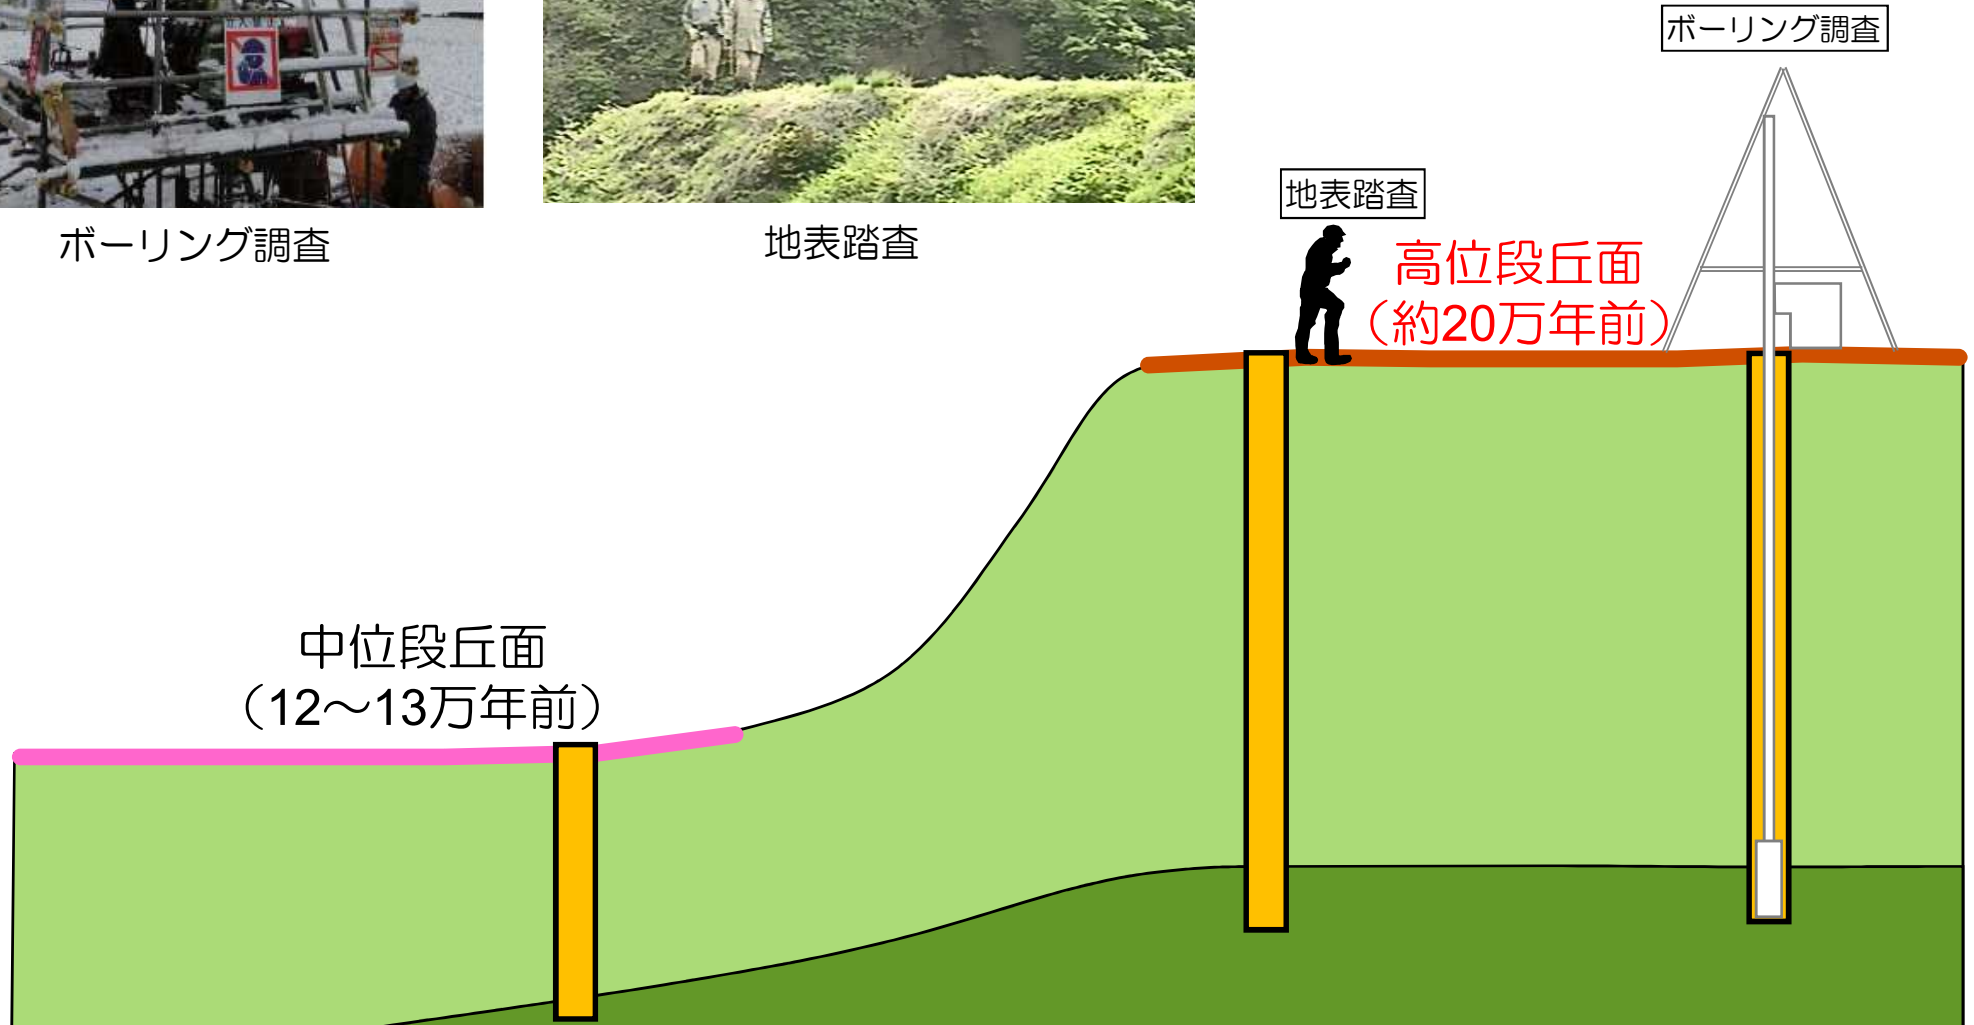 ボーリング調査
ボーリング調査
地表踏査
地表踏査
高位段丘面
（約20万年前）
中位段丘面
（12～13万年前）